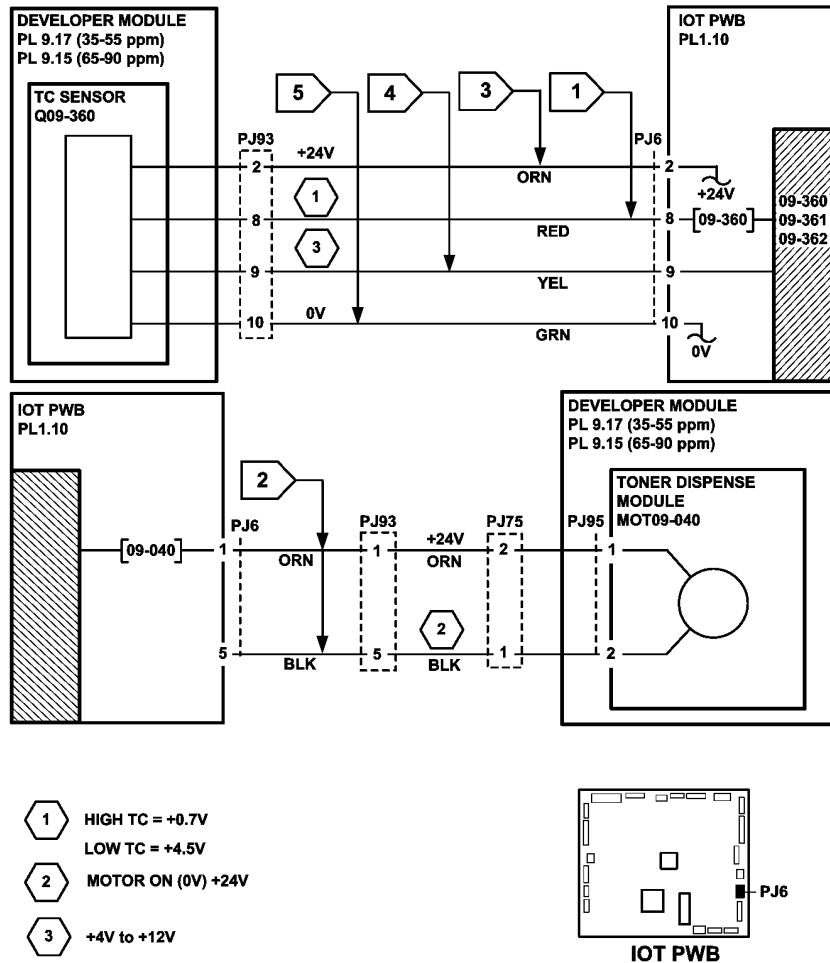 DEVELOPER MODULE
PL 9.17 (35-55 ppm)
PL 9.15 (65-90 ppm)
TC SENSOR
Q09-360
5
4
3
1
IOT PWB
PL1.10
PJ93
PJ6
2
+24V
ORN
2
+24V
1
8
RED
8
09-360
09-360
09-361
09-362
3
9
YEL
9
10
0V
GRN
10
0V
IOT PWB
PL1.10
2
DEVELOPER MODULE
PL 9.17 (35-55 ppm)
PL 9.15 (65-90 ppm)
TONER DISPENSE
MODULE
MOT09-040
PJ6
PJ93
PJ75
PJ95
09-040
1
ORN
1
+24V
ORN
2
1
5
BLK
5
2
BLK
1
2
1
HIGH TC = +0.7V
LOW TC = +4.5V
2
MOTOR ON (0V) +24V
3
+4V to +12V
PJ6
IOT PWB